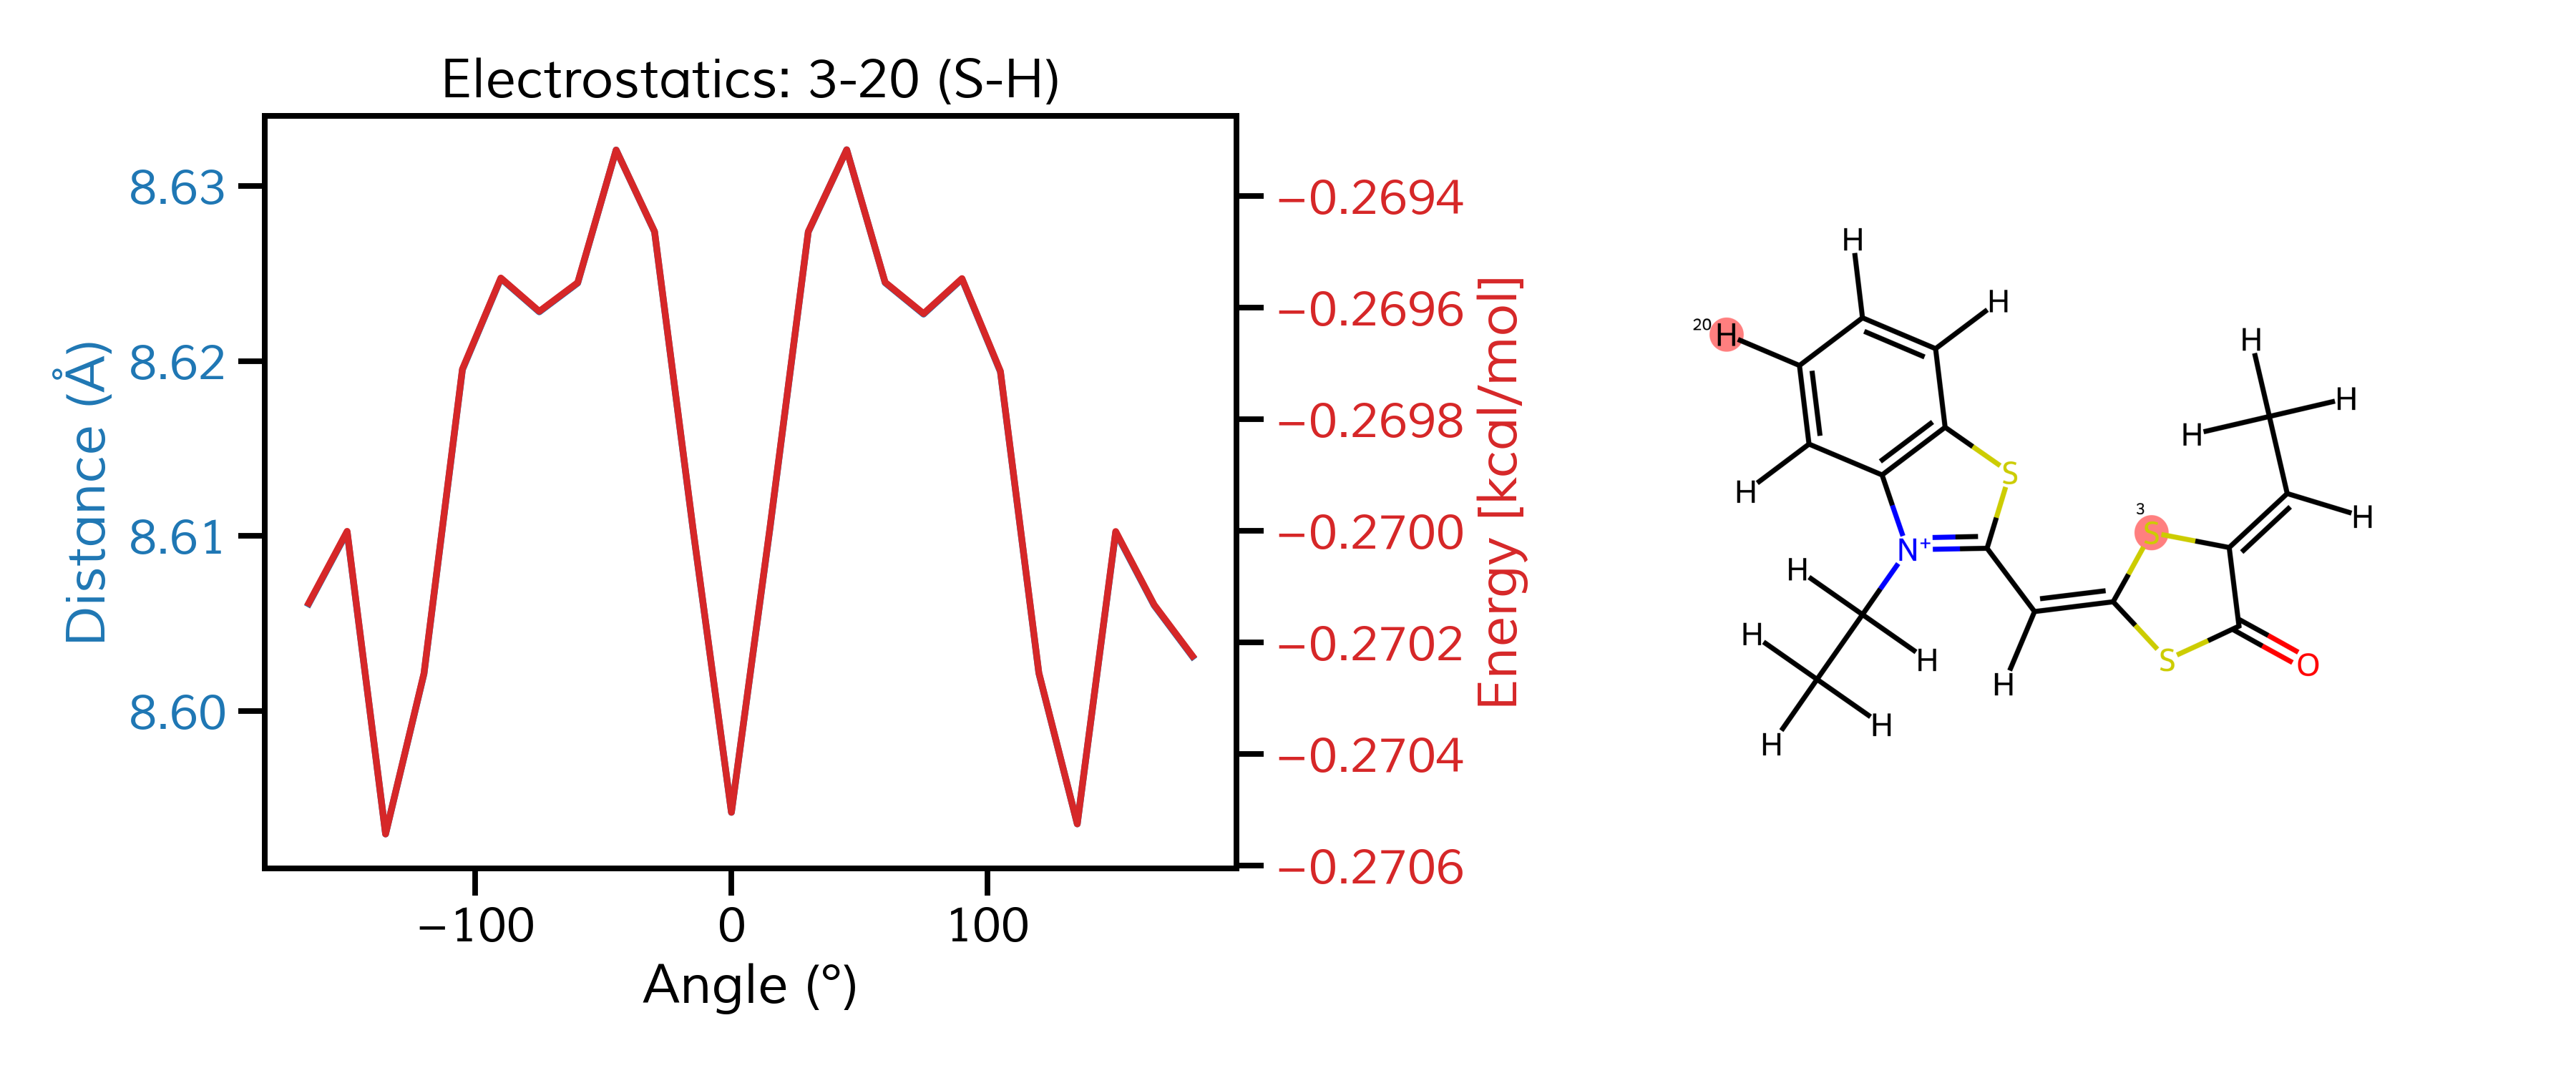 Electrostatics: 3-20 (S-H)
Distance (Å)
8.63
8.62
8.61
8.60
−0.2694
−0.2696
−0.2698
−0.2700
−0.2702
−0.2704
−0.2706
Energy [kcal/mol]
−100 0 100
Angle (°)
H
H
20 H
H
H
H
S
H
3
S
H
N+
H
H
S
O
H
H
H
H
H